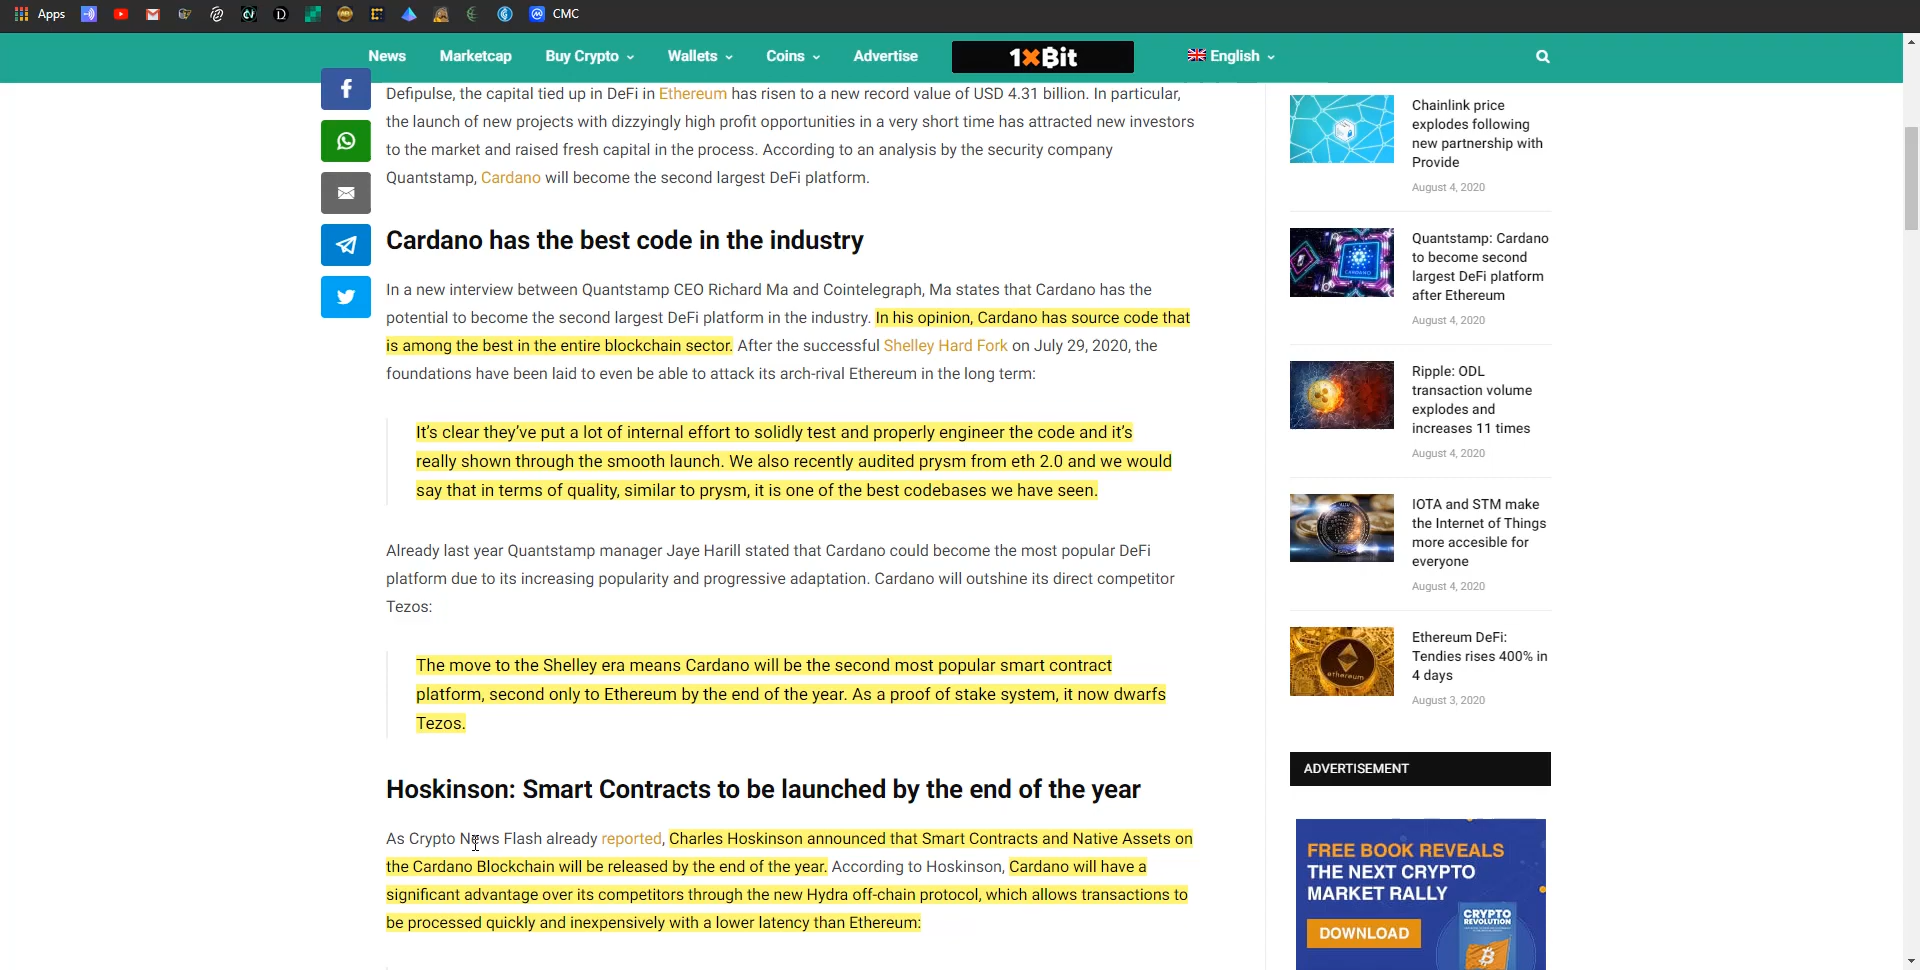 Apps
CMC
News
Marketcap
Buy Crypto
Wallets
Coins
Advertise
1xBit
English
Defipulse, the capital tied up in DeFi in Ethereum has risen to a new record value of USD 4.31 billion. In particular,
the launch of new projects with dizzyingly high profit opportunities in a very short time has attracted new investors
to the market and raised fresh capital in the process. According to an analysis by the security company
Quantstamp, Cardano will become the second largest DeFi platform.
Cardano has the best code in the industry
In a new interview between Quantstamp CEO Richard Ma and Cointelegraph, Ma states that Cardano has the
potential to become the second largest DeFi platform in the industry. In his opinion, Cardano has source code that
is among the best in the entire blockchain sector. After the successful Shelley Hard Fork on July 29, 2020, the
foundations have been laid to even be able to attack its arch-rival Ethereum in the long term:
It's clear they've put a lot of internal effort to solidly test and properly engineer the code and it's
really shown through the smooth launch. We also recently audited prysm from eth 2.0 and we would
say that in terms of quality, similar to prysm, it is one of the best codebases we have seen.
Already last year Quantstamp manager Jaye Harill stated that Cardano could become the most popular DeFi
platform due to its increasing popularity and progressive adaptation. Cardano will outshine its direct competitor
Tezos:
The move to the Shelley era means Cardano will be the second most popular smart contract
platform, second only to Ethereum by the end of the year. As a proof of stake system, it now dwarfs
Tezos.
Hoskinson: Smart Contracts to be launched by the end of the year
As Crypto News Flash already reported, Charles Hoskinson announced that Smart Contracts and Native Assets on
the Cardano Blockchain will be released by the end of the year. According to Hoskinson, Cardano will have a
significant advantage over its competitors through the new Hydra off-chain protocol, which allows transactions to
be processed quickly and inexpensively with a lower latency than Ethereum:
Chainlink price
explodes following
new partnership with
Provide
August 4, 2020
CARDANO
Quantstamp: Cardano
to become second
largest DeFi platform
after Ethereum
August 4, 2020
Ripple: ODL
transaction volume
explodes and
increases 11 times
August 4, 2020
IOTA and STM make
the Internet of Things
more accesible for
everyone
August 4, 2020
ethereum
Ethereum DeFi:
Tendies rises 400% in
4 days
August 3, 2020
ADVERTISEMENT
FREE BOOK REVEALS
THE NEXT CRYPTO
MARKET RALLY
DOWNLOAD
CRYPTO
REVOLUTION